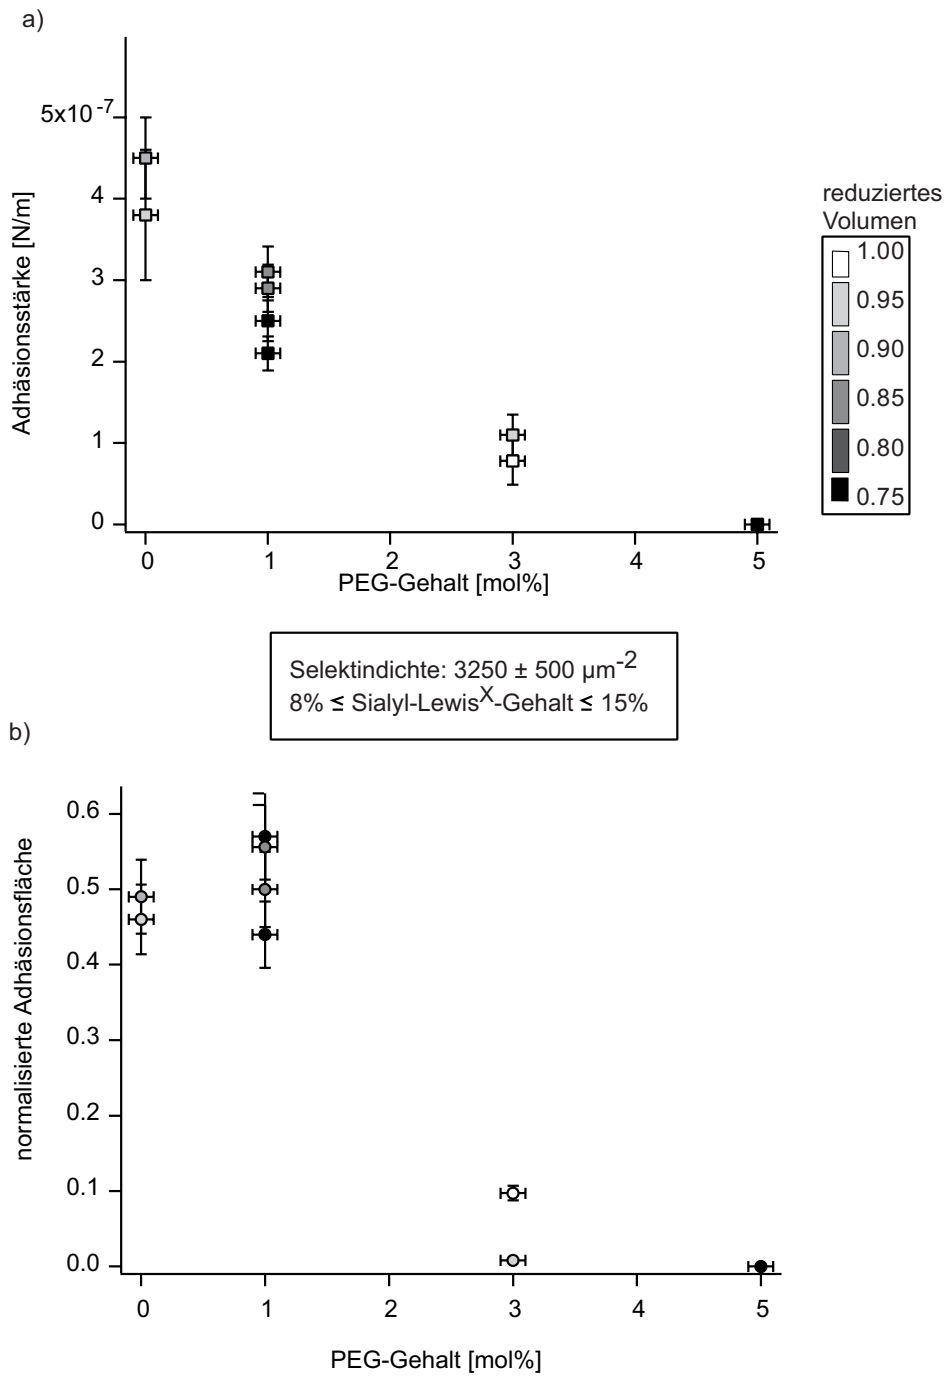 a)
5x10-7
4
3
2
1
0
Adhäsionsstärke [N/m]
0 1 2 3 4 5
PEG-Gehalt [mol%]
reduziertes
Volumen
1.00
0.95
0.90
0.85
0.80
0.75
Selektindichte: 3250 ± 500 µm-2
8% ≤ Sialyl-LewisX-Gehalt ≤ 15%
b)
0.6
0.5
0.4
0.3
0.2
0.1
0.0
normalisierte Adhäsionsfläche
0 1 2 3 4 5
PEG-Gehalt [mol%]